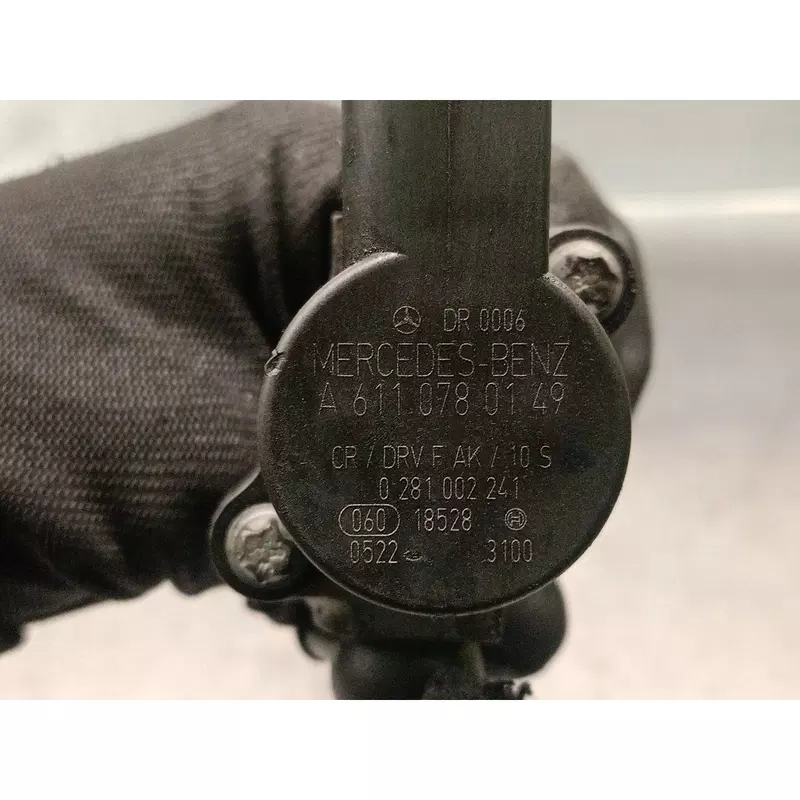 DR 0006
MERCEDES-BENZ
A 611 078 01 49
CR / DRV F AK / 10 S
0 281 002 241
060 18528
0522 3100